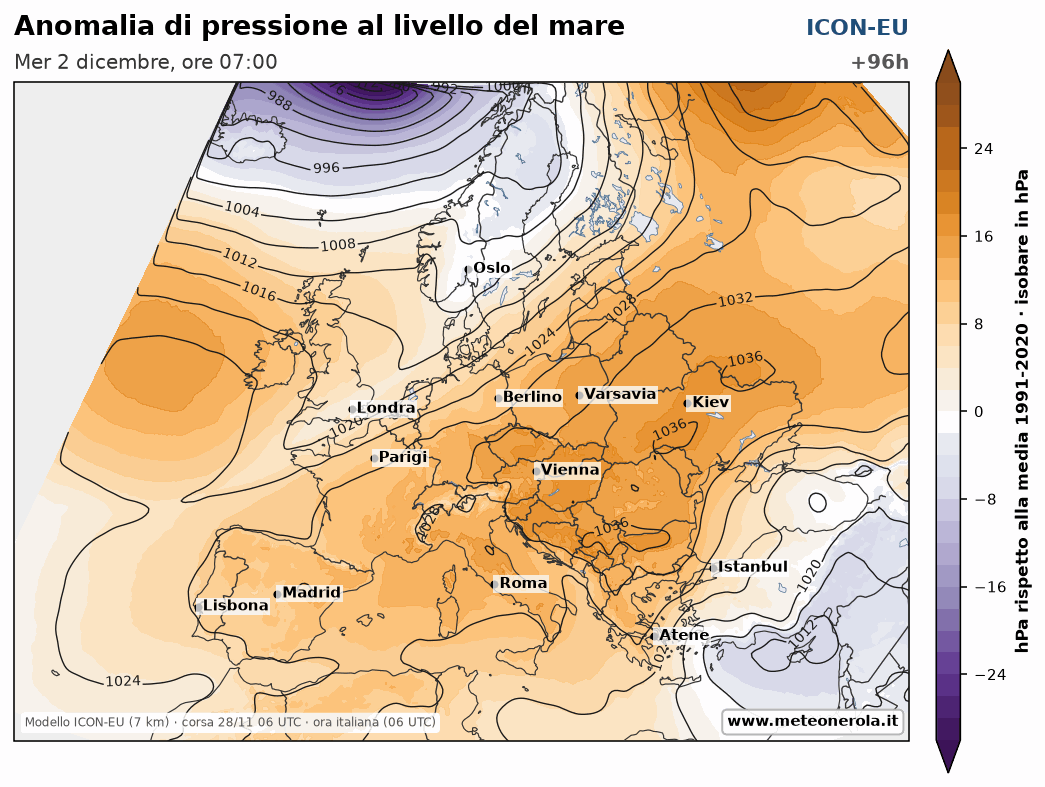 Anomalia di pressione al livello del mare
ICON-EU
Mer 2 dicembre, ore 07:00
+96h
988
992
996
1004
1008
1012
1016
Oslo
1028
1032
1024
1036
Berlino
Varsavia
Kiev
Londra
1020
1036
Parigi
Vienna
1028
1036
Istanbul
1020
Roma
Madrid
Lisbona
Atene
1012
1024
Modello ICON-EU (7 km) · corsa 28/11 06 UTC · ora italiana (06 UTC)
www.meteonerola.it
24
16
8
0
−8
−16
−24
hPa rispetto alla media 1991-2020 · isobare in hPa